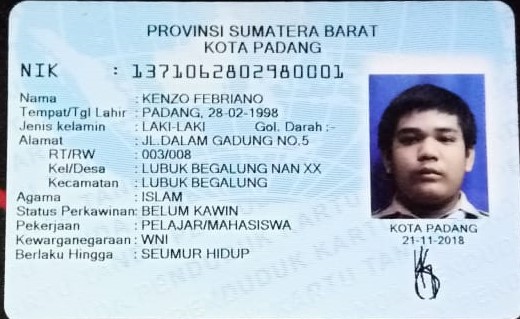 PROVINSI SUMATERA BARAT
KOTA PADANG
NIK : 1371062802980001
Nama : KENZO FEBRIANO
Tempat/Tgl Lahir : PADANG, 28-02-1998
Jenis kelamin : LAKI-LAKI Gol. Darah :-
Alamat : JL.DALAM GADUNG NO.5
RT/RW : 003/008
Kel/Desa : LUBUK BEGALUNG NAN XX
Kecamatan : LUBUK BEGALUNG
Agama : ISLAM
Status Perkawinan: BELUM KAWIN
Pekerjaan : PELAJAR/MAHASISWA
Kewarganegaraan : WNI
Berlaku Hingga : SEUMUR HIDUP
KOTA PADANG
21-11-2018